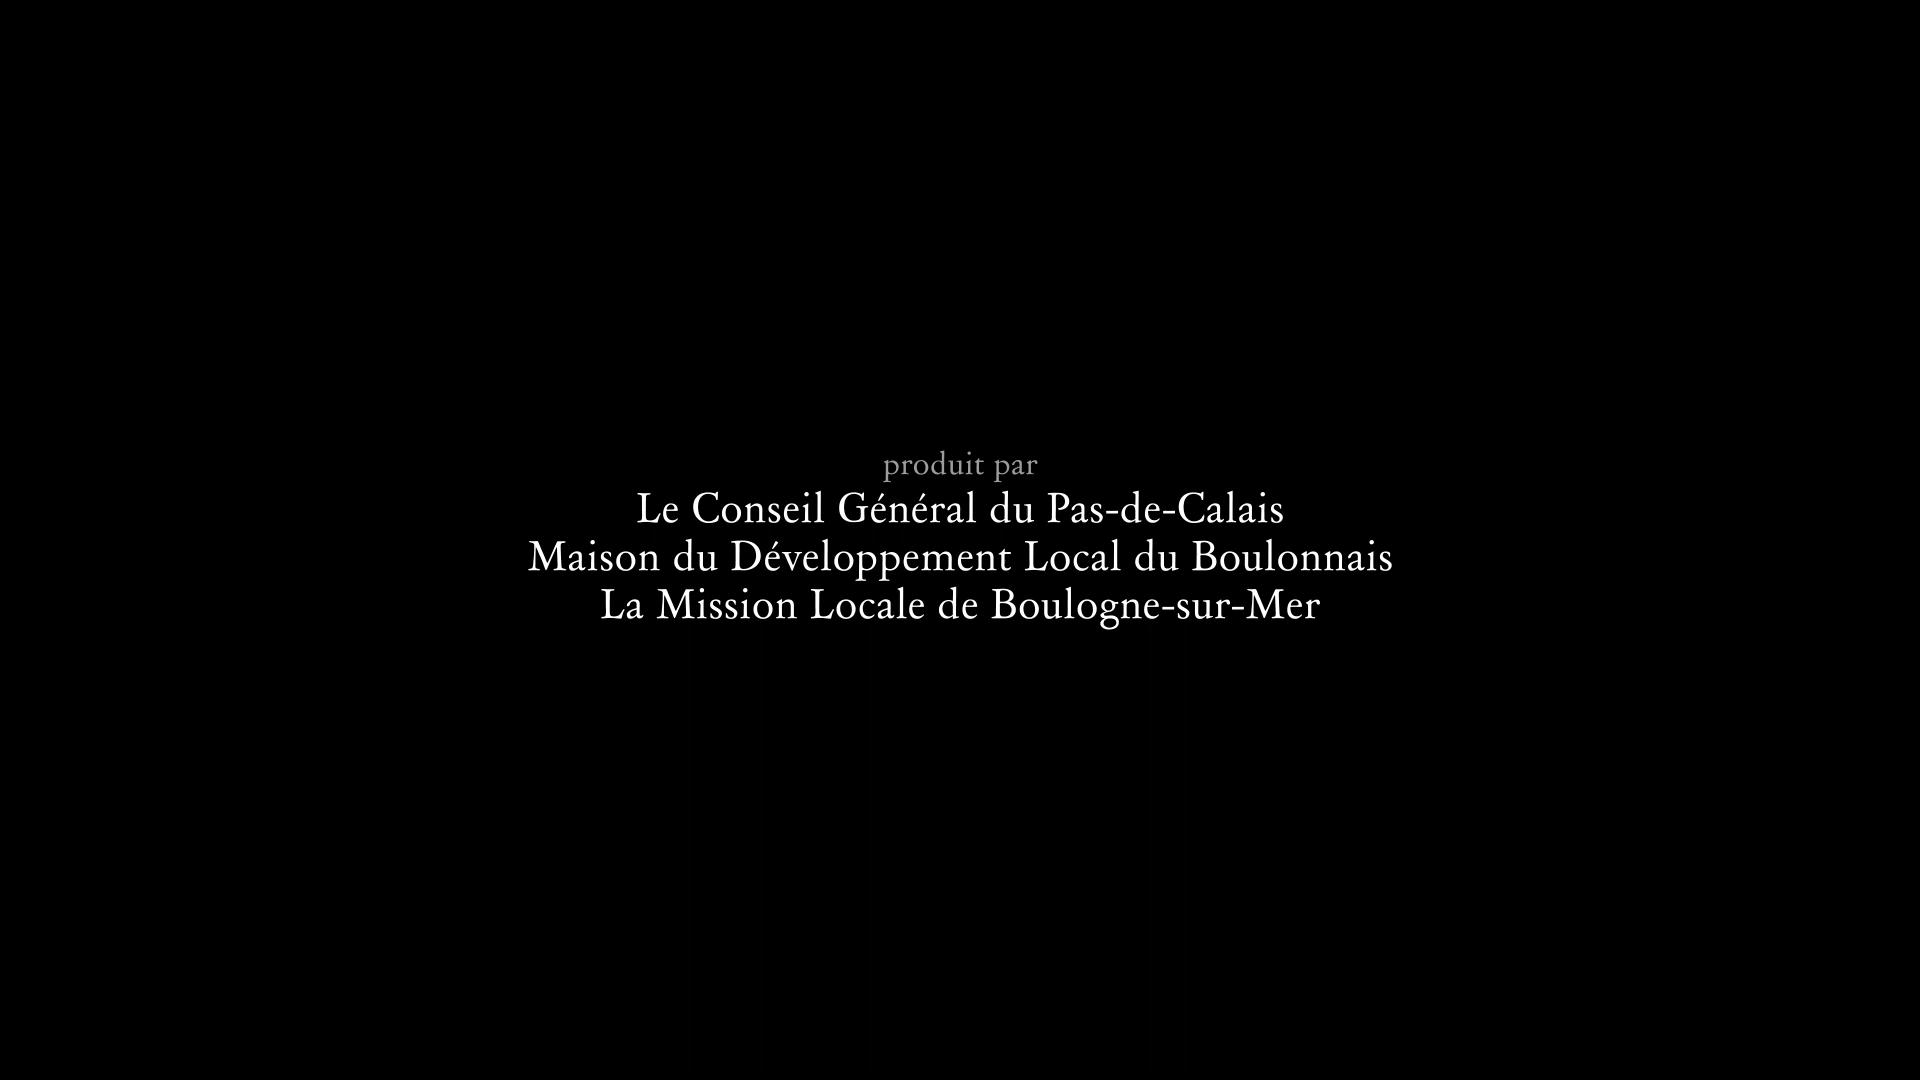 produit par
Le Conseil Général du Pas-de-Calais
Maison du Développement Local du Boulonnais
La Mission Locale de Boulogne-sur-Mer